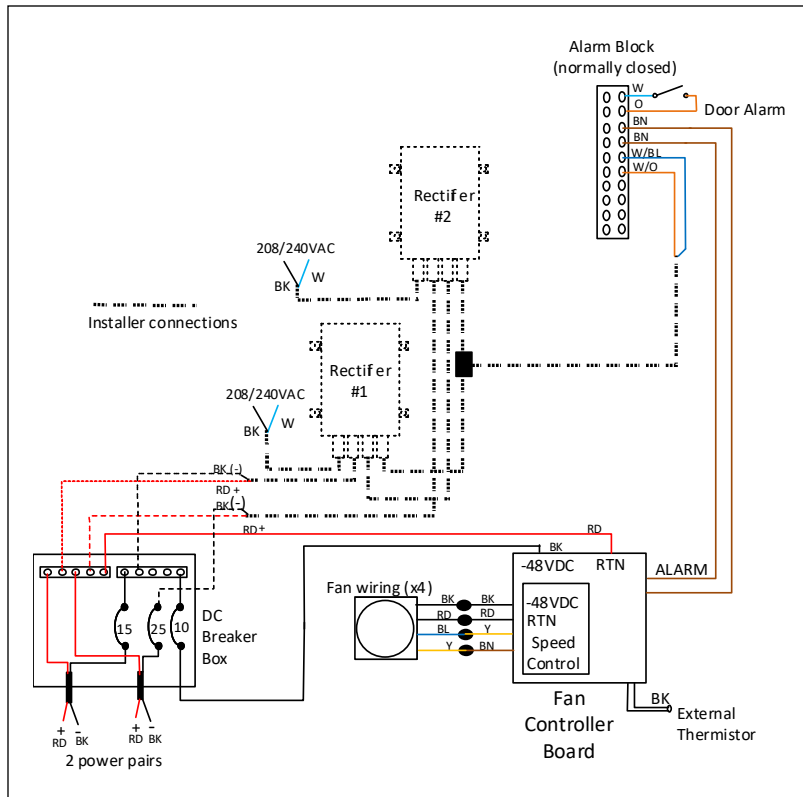 Alarm Block
(normally closed)
W
O
Door Alarm
BN
BN
W/BL
W/O
Rectifer
#2
208/240VAC
BK
W
Installer connections
Rectifer
#1
208/240VAC
BK
W
BK (-)
RD +
BK (-)
RD+
RD
BK
-48VDC
RTN
ALARM
Fan wiring (x4)
BK
BK
RD
RD
BL
Y
Y
BN
-48VDC
RTN
Speed
Control
15
25
10
DC
Breaker
Box
Fan
Controller
Board
BK
External
Thermistor
+
RD
-
BK
+
RD
-
BK
2 power pairs